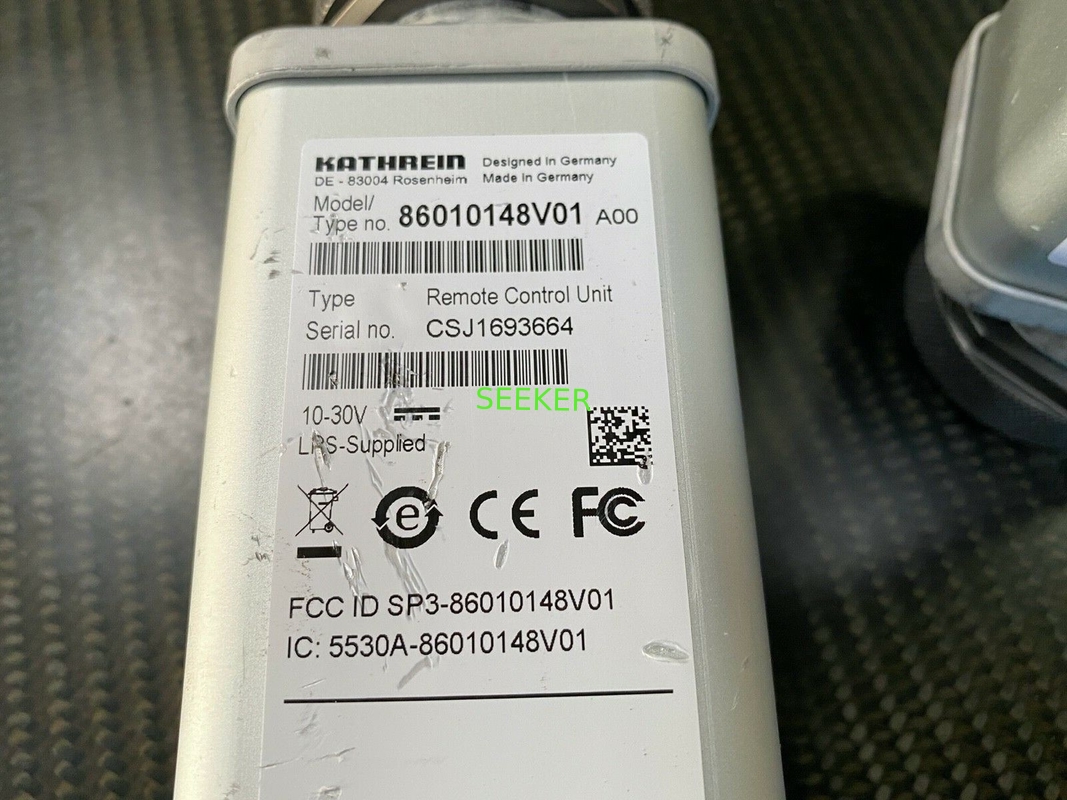 KATHREIN Designed in Germany
DE - 83004 Rosenheim Made in Germany
Model/
Type no. 86010148V01 A00
Type Remote Control Unit
Serial no. CSJ1693664
SEEKER
10-30V
LPS-Supplied
e
CE FC
FCC ID SP3-86010148V01
IC: 5530A-86010148V01